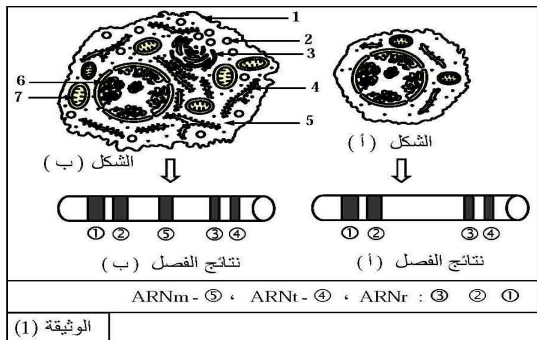 1
2
3
4
5
6
7
الشكل (أ)
الشكل (ب)
① ② ③ ④
① ② ⑤ ③ ④
نتائج الفصل (أ)
نتائج الفصل (ب)
① ② ③ : ARNr ، ④ - ARNt ، ⑤ - ARNm
الوثيقة (1)